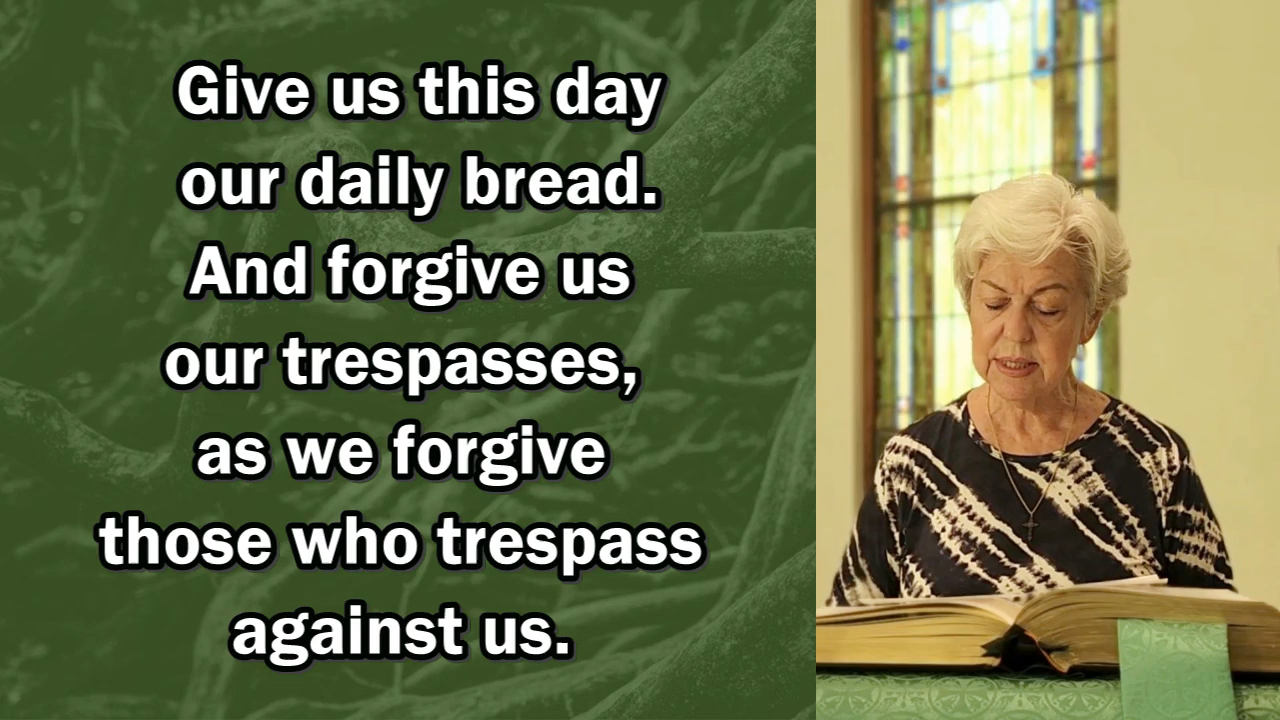 Give us this day
our daily bread.
And forgive us
our trespasses,
as we forgive
those who trespass
against us.